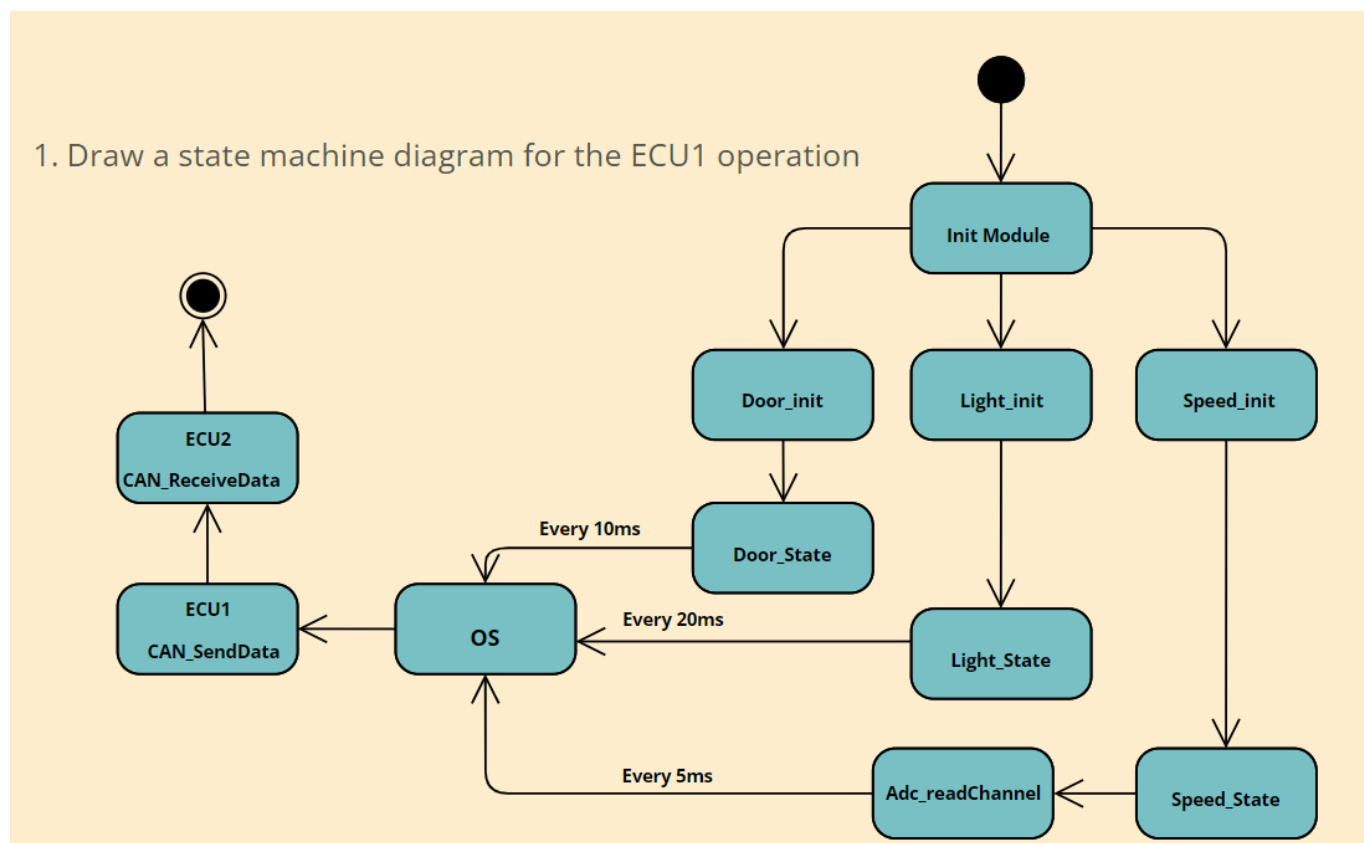 1. Draw a state machine diagram for the ECU1 operation
Init Module
Door_init
Light_init
Speed_init
ECU2
CAN_ReceiveData
Every 10ms
Door_State
ECU1
CAN_SendData
OS
Every 20ms
Light_State
Every 5ms
Adc_readChannel
Speed_State